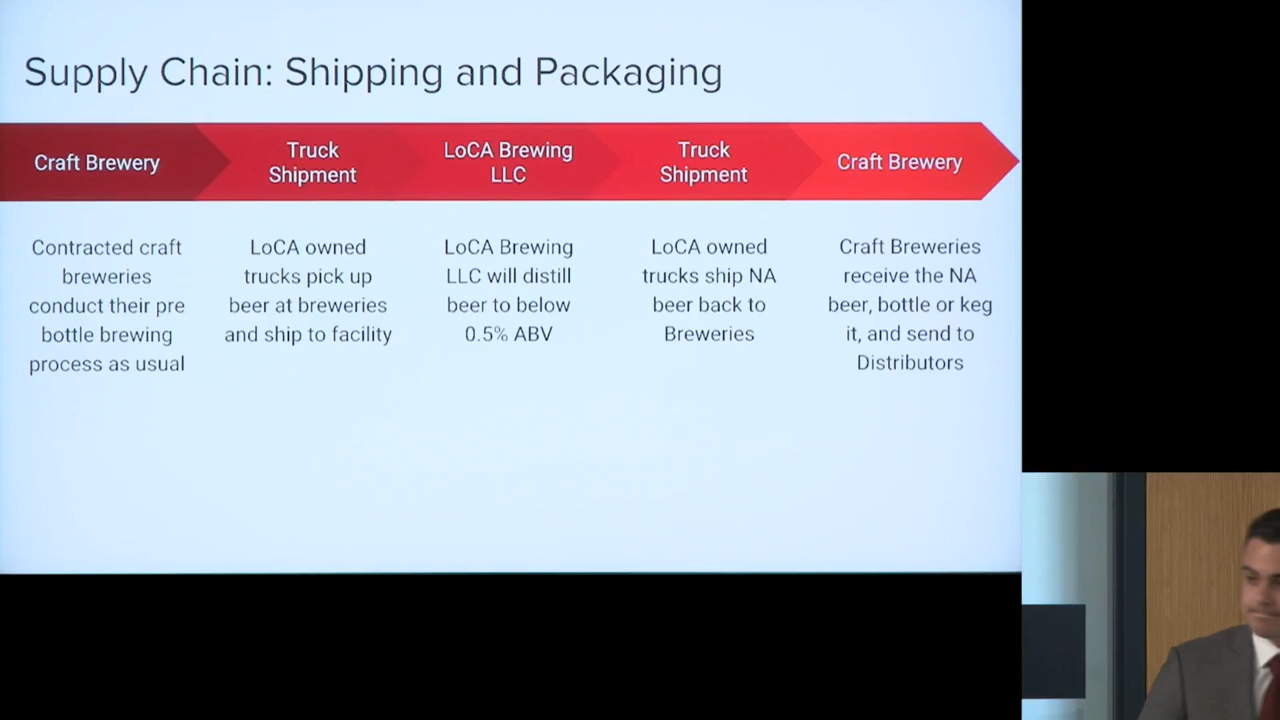 Supply Chain: Shipping and Packaging
Craft Brewery
Truck
Shipment
LoCA Brewing
LLC
Truck
Shipment
Craft Brewery
Contracted craft
breweries
conduct their pre
bottle brewing
process as usual
LoCA owned
trucks pick up
beer at breweries
and ship to facility
LoCA Brewing
LLC will distill
beer to below
0.5% ABV
LoCA owned
trucks ship NA
beer back to
Breweries
Craft Breweries
receive the NA
beer, bottle or keg
it, and send to
Distributors